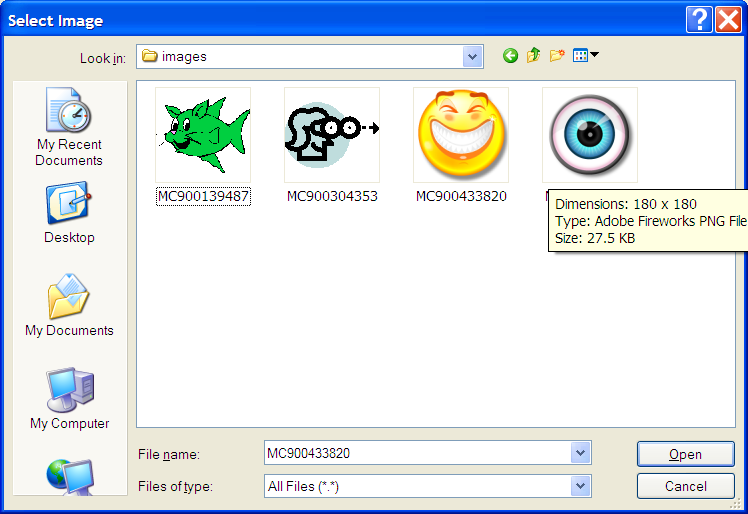 Select Image
Look in:
images
My Recent
Documents
Desktop
My Documents
My Computer
MC900139487
MC900304353
MC900433820
Dimensions: 180 x 180
Type: Adobe Fireworks PNG File
Size: 27.5 KB
File name:
MC900433820
Open
Files of type:
All Files (*.*)
Cancel